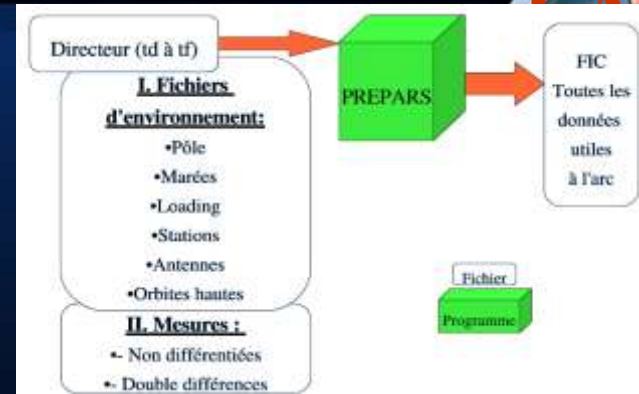 Directeur (td à tf)
I. Fichiers
d'environnement:
•Pôle
•Marées
•Loading
•Stations
•Antennes
•Orbites hautes
II. Mesures :
•- Non différentiées
•- Double différences
PREPARS
FIC
Toutes les
données
utiles
à l'arc
Fichier
Programme